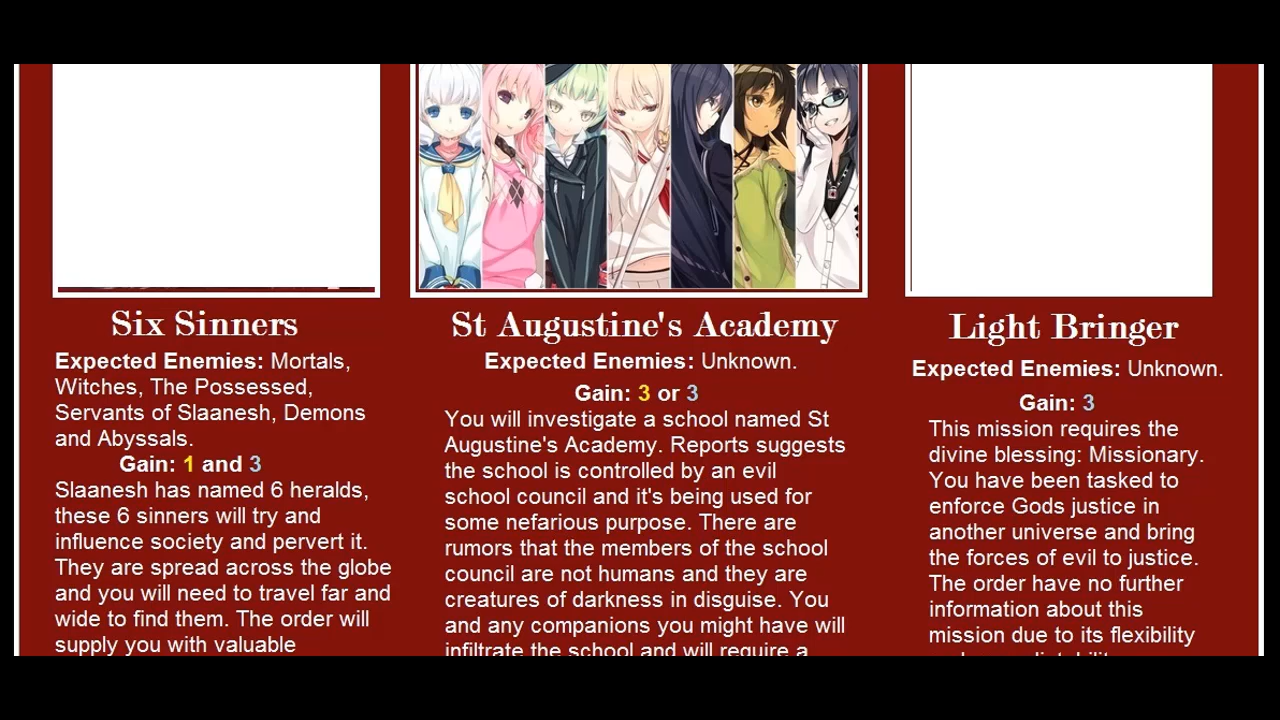 Six Sinners
Expected Enemies: Mortals,
Witches, The Possessed,
Servants of Slaanesh, Demons
and Abyssals.
Gain: 1 and 3
Slaanesh has named 6 heralds,
these 6 sinners will try and
influence society and pervert it.
They are spread across the globe
and you will need to travel far and
wide to find them. The order will
supply you with valuable
St Augustine's Academy
Expected Enemies: Unknown.
Gain: 3 or 3
You will investigate a school named St
Augustine's Academy. Reports suggests
the school is controlled by an evil
school council and it's being used for
some nefarious purpose. There are
rumors that the members of the school
council are not humans and they are
creatures of darkness in disguise. You
and any companions you might have will
infiltrate the school and will require a
Light Bringer
Expected Enemies: Unknown.
Gain: 3
This mission requires the
divine blessing: Missionary.
You have been tasked to
enforce Gods justice in
another universe and bring
the forces of evil to justice.
The order have no further
information about this
mission due to its flexibility